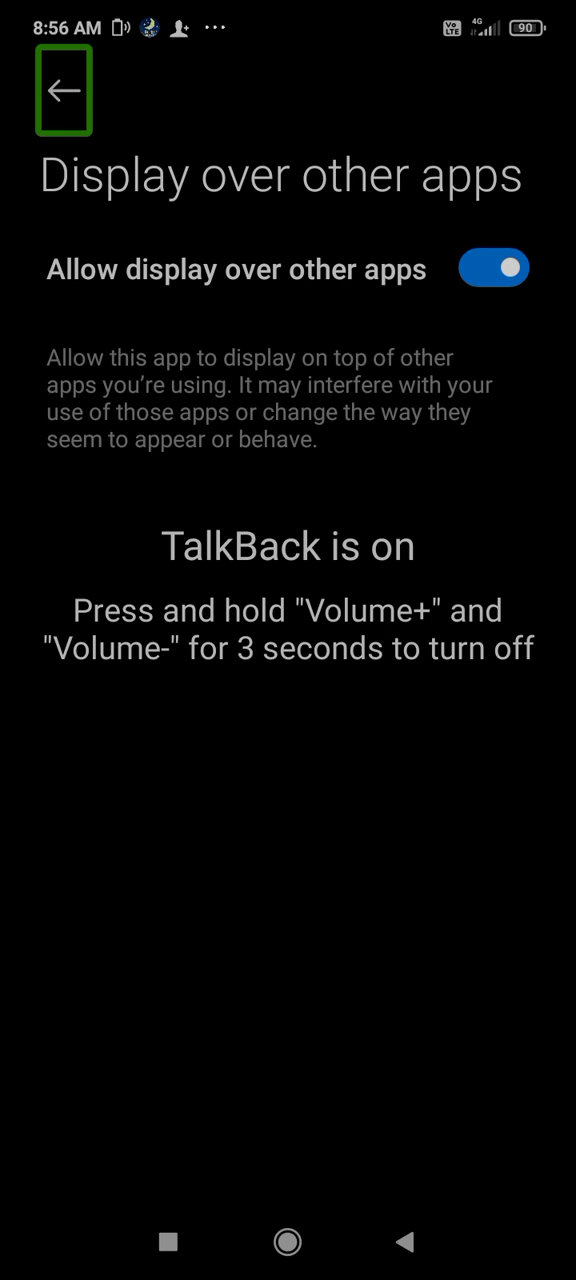 8:56 AM
Vo LTE 4G 90
Display over other apps
Allow display over other apps
Allow this app to display on top of other
apps you’re using. It may interfere with your
use of those apps or change the way they
seem to appear or behave.
TalkBack is on
Press and hold "Volume+" and
"Volume-" for 3 seconds to turn off